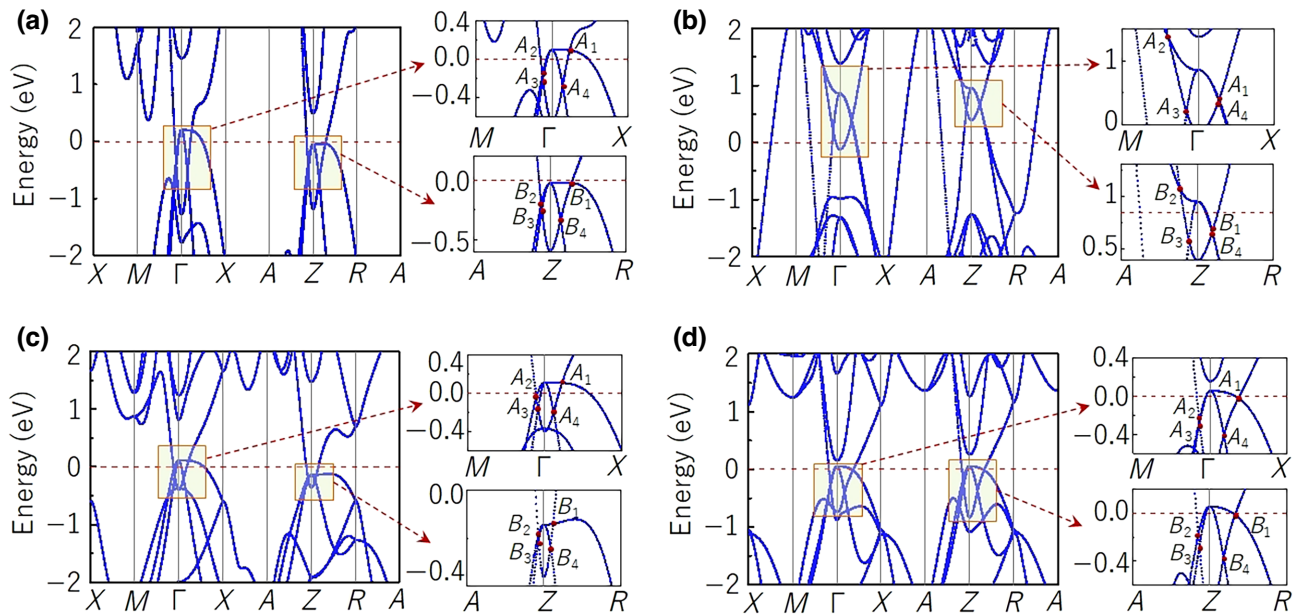 (a)
Energy (eV)
2
1
0
−1
−2
X M Γ X A Z R A
0.4
0.0
−0.4
A2 A1
A3 A4
M Γ X
0.0
−0.5
B2 B1
B3 B4
A Z R
(b)
Energy (eV)
2
1
0
−1
−2
X M Γ X A Z R A
1
0
A2
A1
A3 A4
M Γ X
1
0.5
B2
B1
B3 B4
A Z R
(c)
Energy (eV)
2
1
0
−1
−2
X M Γ X A Z R A
0.4
0.0
−0.4
A2 A1
A3 A4
M Γ X
0.0
−0.4
B1
B2
B3 B4
A Z R
(d)
Energy (eV)
2
1
0
−1
−2
X M Γ X A Z R A
0.4
0.0
−0.4
A1
A2
A3 A4
M Γ X
0.0
−0.4
B2 B1
B3 B4
A Z R